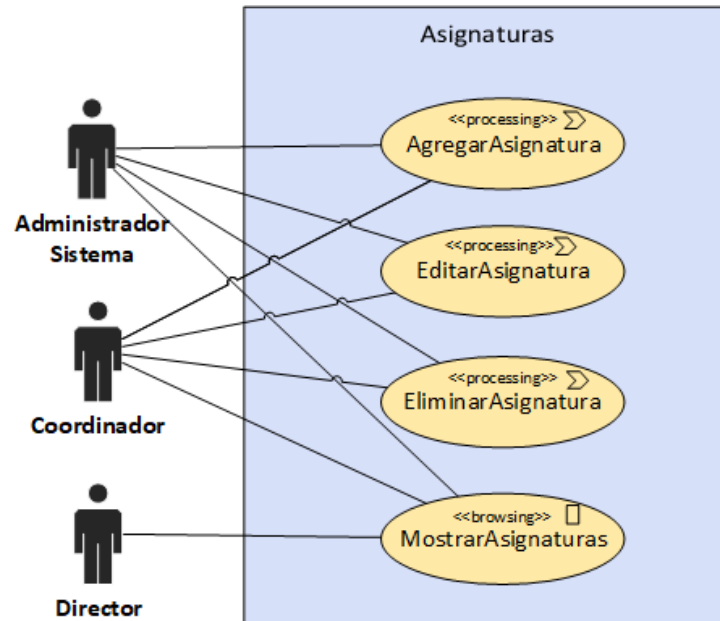 Asignaturas
<<processing>>
AgregarAsignatura
Administrador
Sistema
<<processing>>
EditarAsignatura
Coordinador
<<processing>>
EliminarAsignatura
<<browsing>>
MostrarAsignaturas
Director